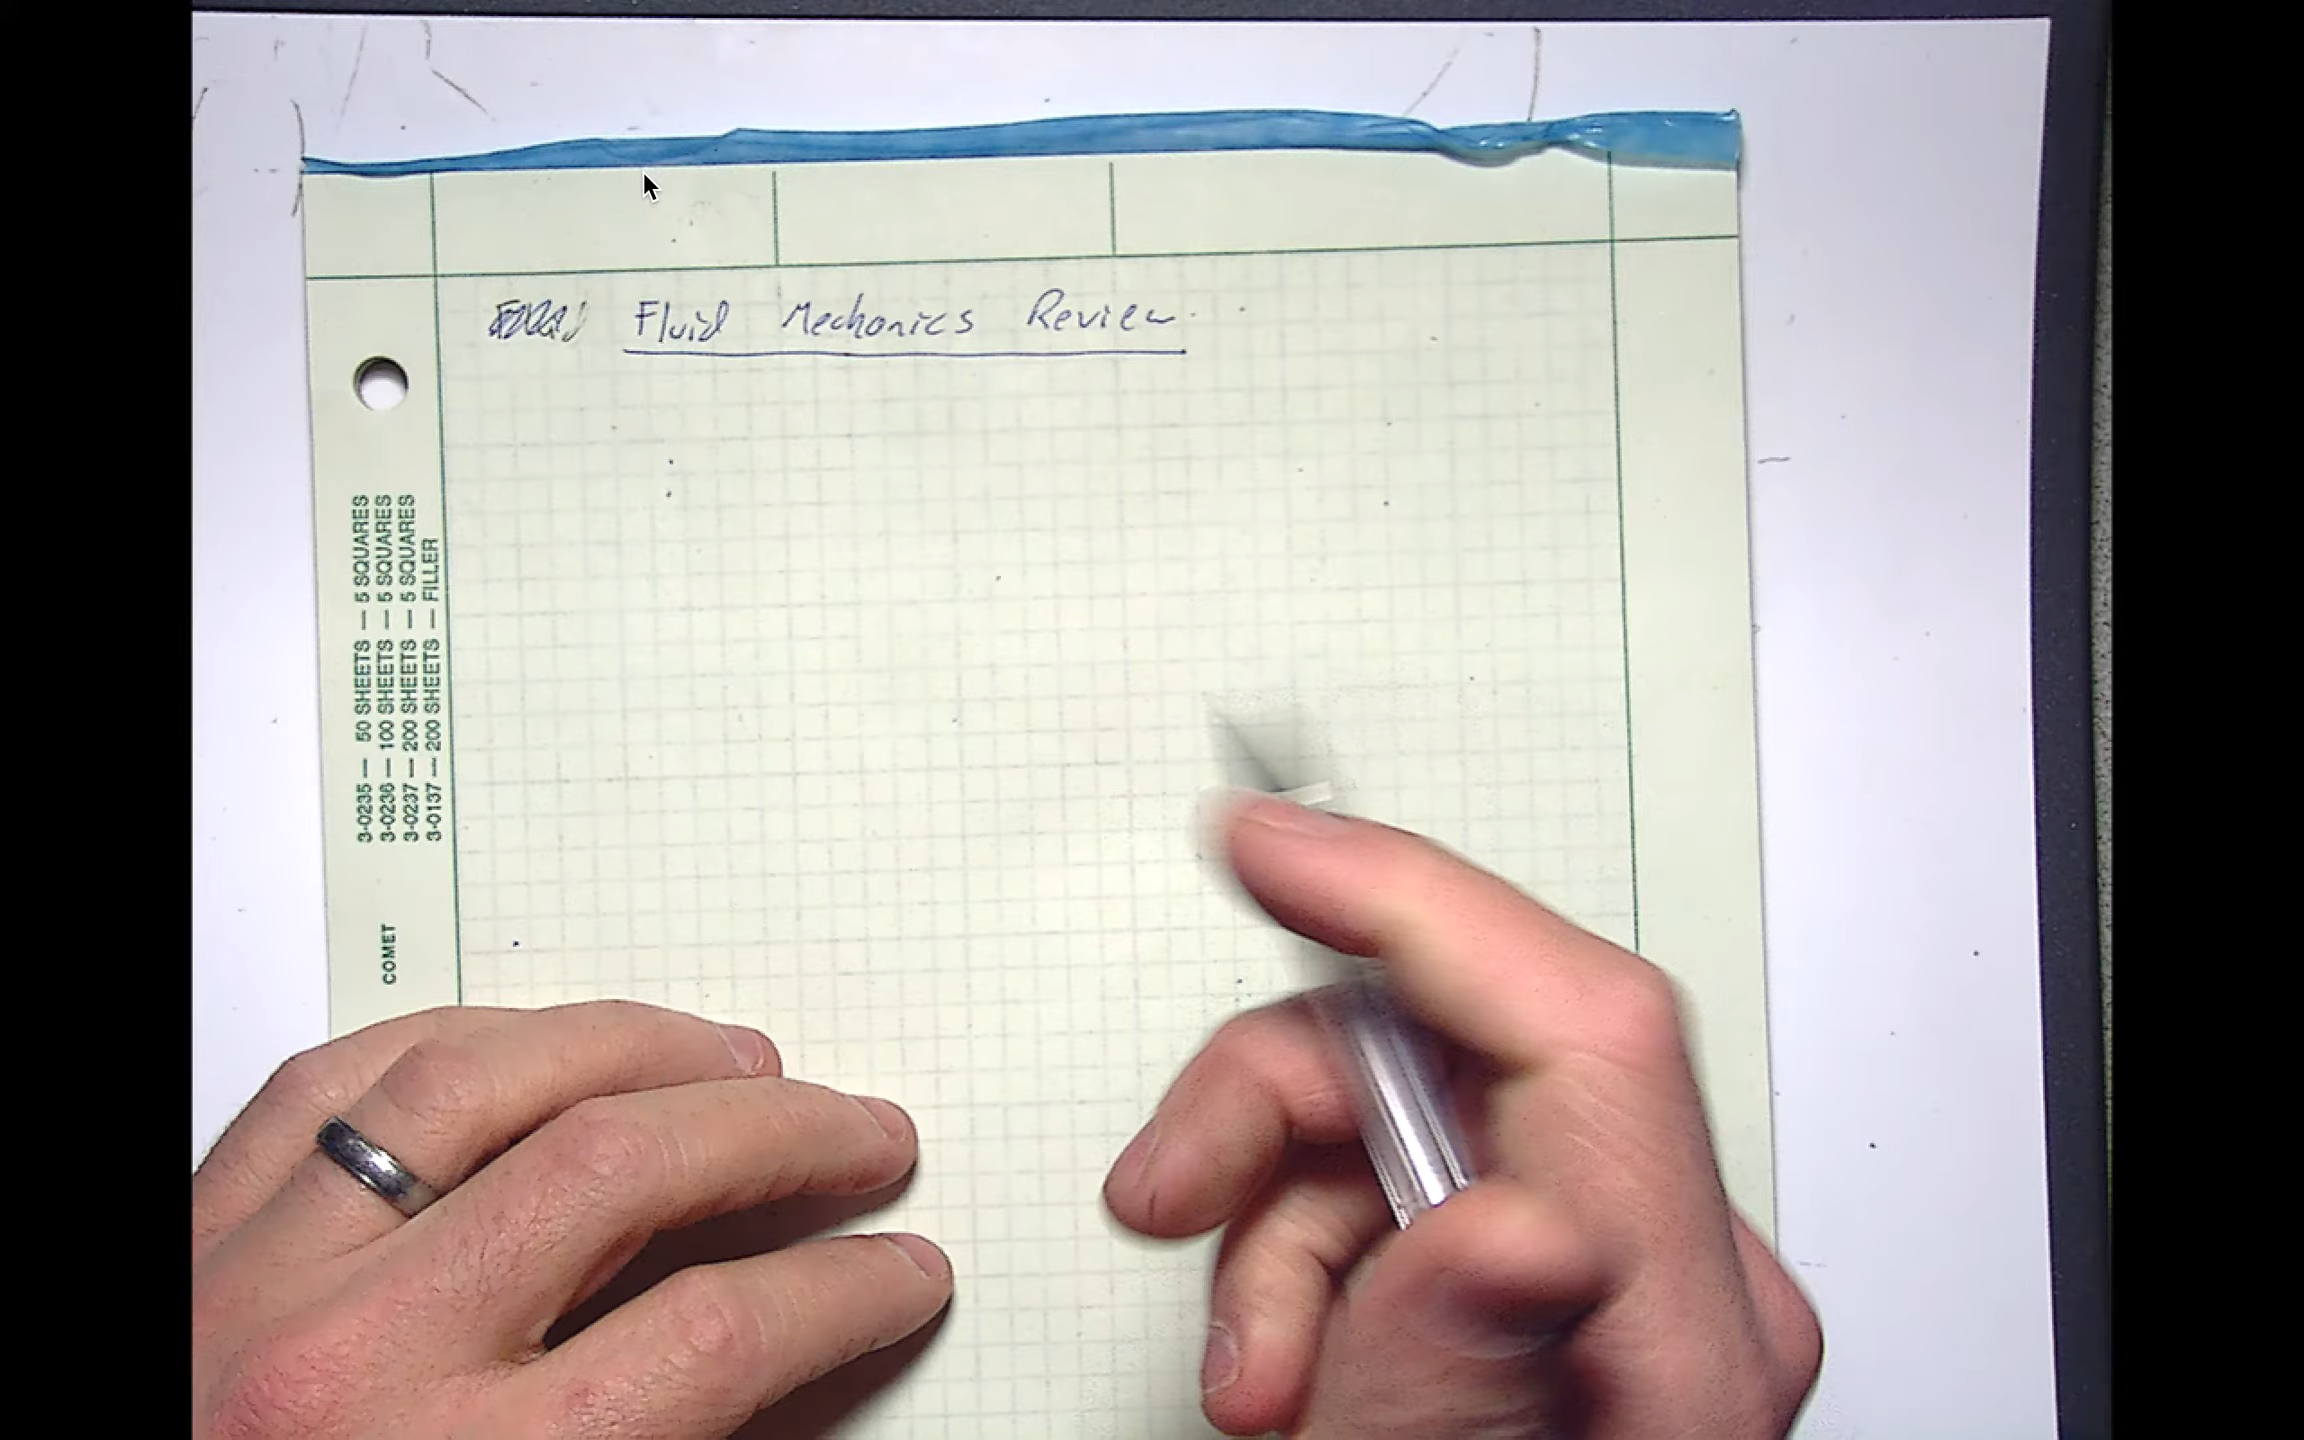 Fluid Mechanics Review
3-0235 — 50 SHEETS — 5 SQUARES
3-0236 — 100 SHEETS — 5 SQUARES
3-0237 — 200 SHEETS — 5 SQUARES
3-0137 — 200 SHEETS — FILLER
COMET